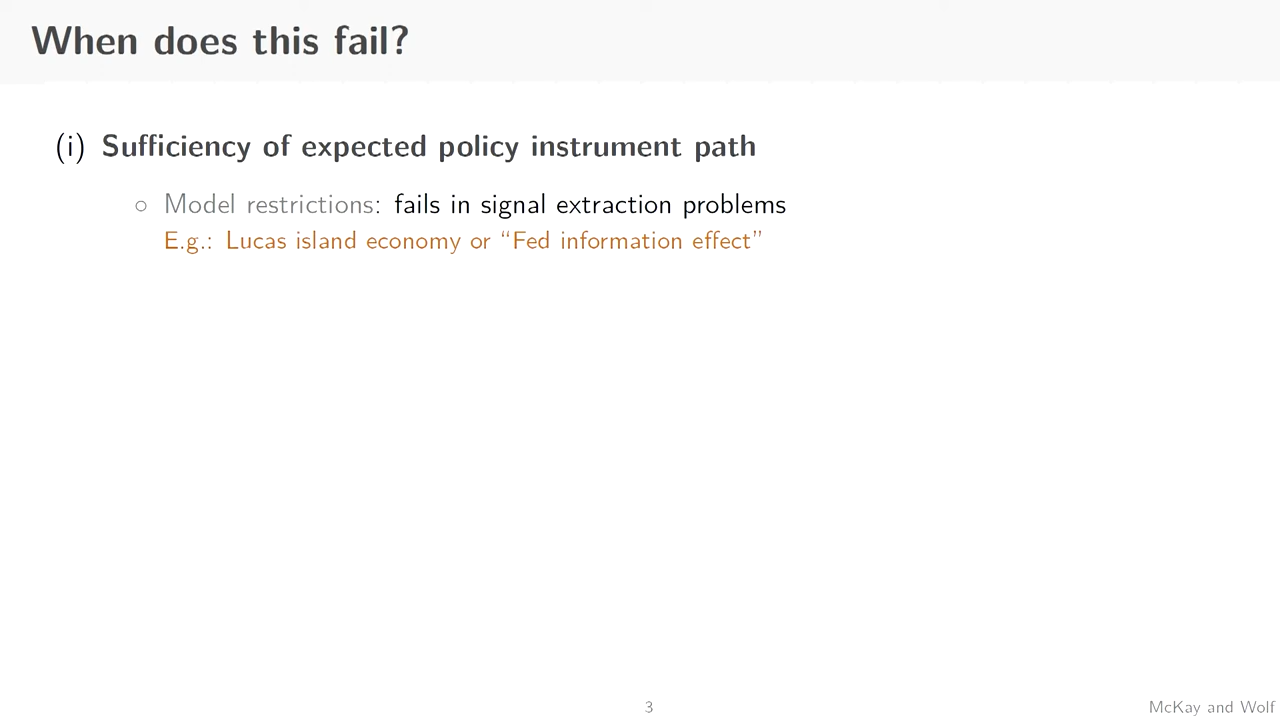 When does this fail?
(i) Sufficiency of expected policy instrument path
○ Model restrictions: fails in signal extraction problems
E.g.: Lucas island economy or “Fed information effect”
3
McKay and Wolf